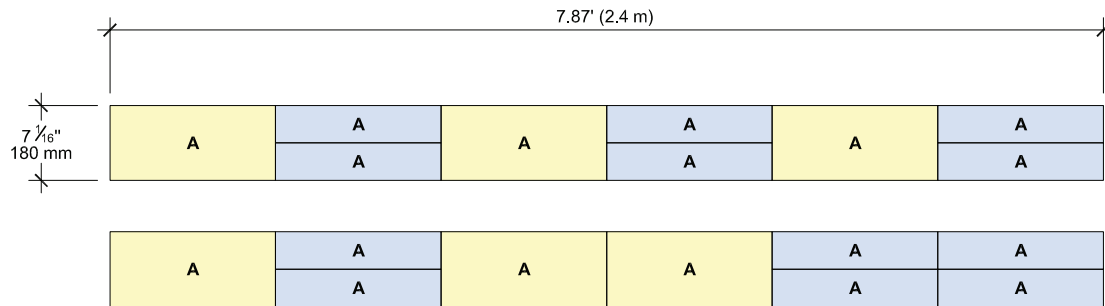 7.87' (2.4 m)
A A A A A
7 1⁄16"
180 mm
A A A A A A
A A A
A A A A A A
A A A